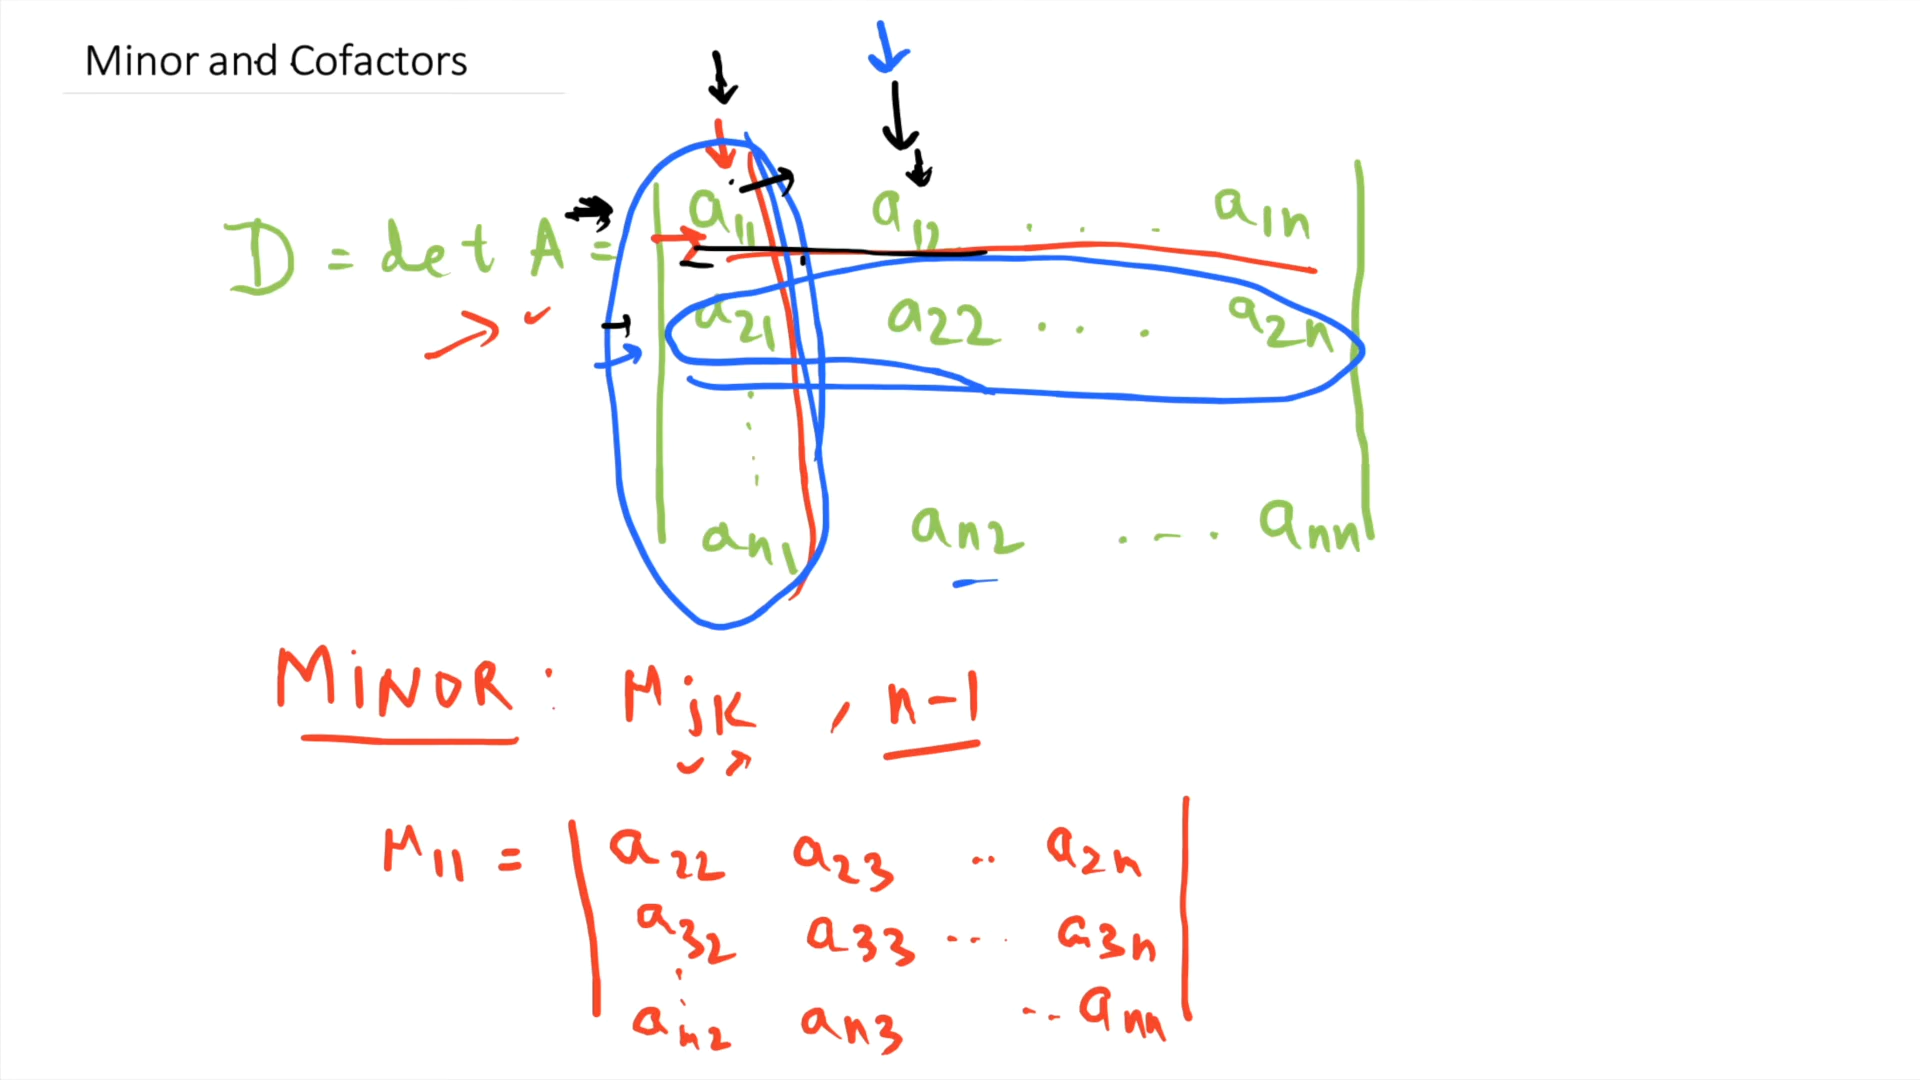 Minor and Cofactors
D = det A = | a11 a12 . . . a1n |
a21 a22 . . . a2n
an1 an2 . - - . ann
MINOR : Mjk , n-1
M11 = | a22 a23 .. a2n |
a32 a33 ... a3n
an2 an3 ... ann